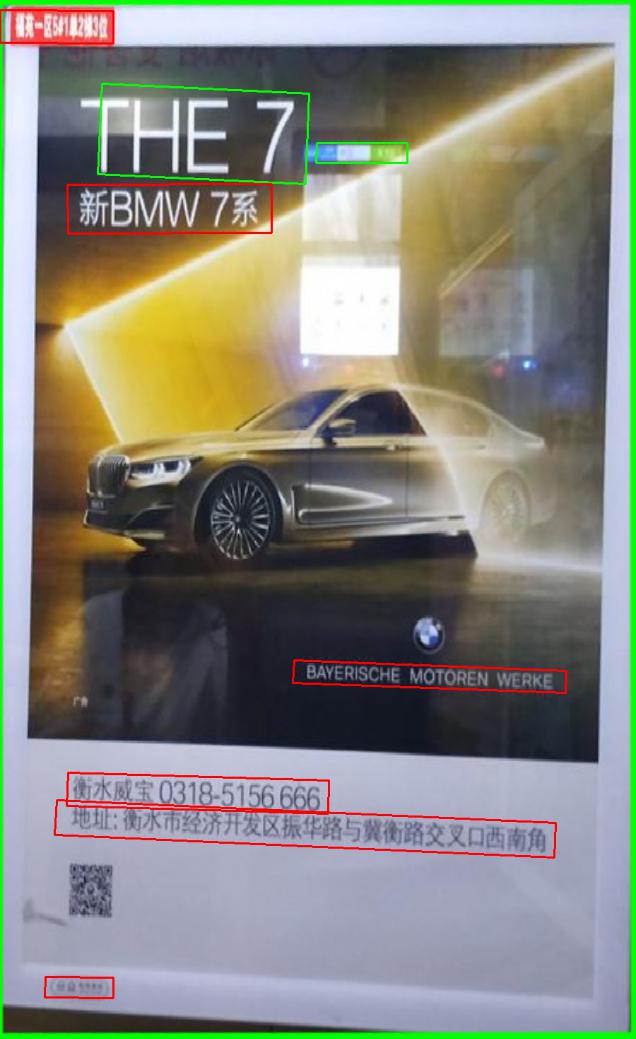 福苑一区5#1单2梯3位
THE 7
新BMW 7系
BAYERISCHE MOTOREN WERKE
广告
衡水威宝 0318-5156 666
地址: 衡水市经济开发区振华路与冀衡路交叉口西南角